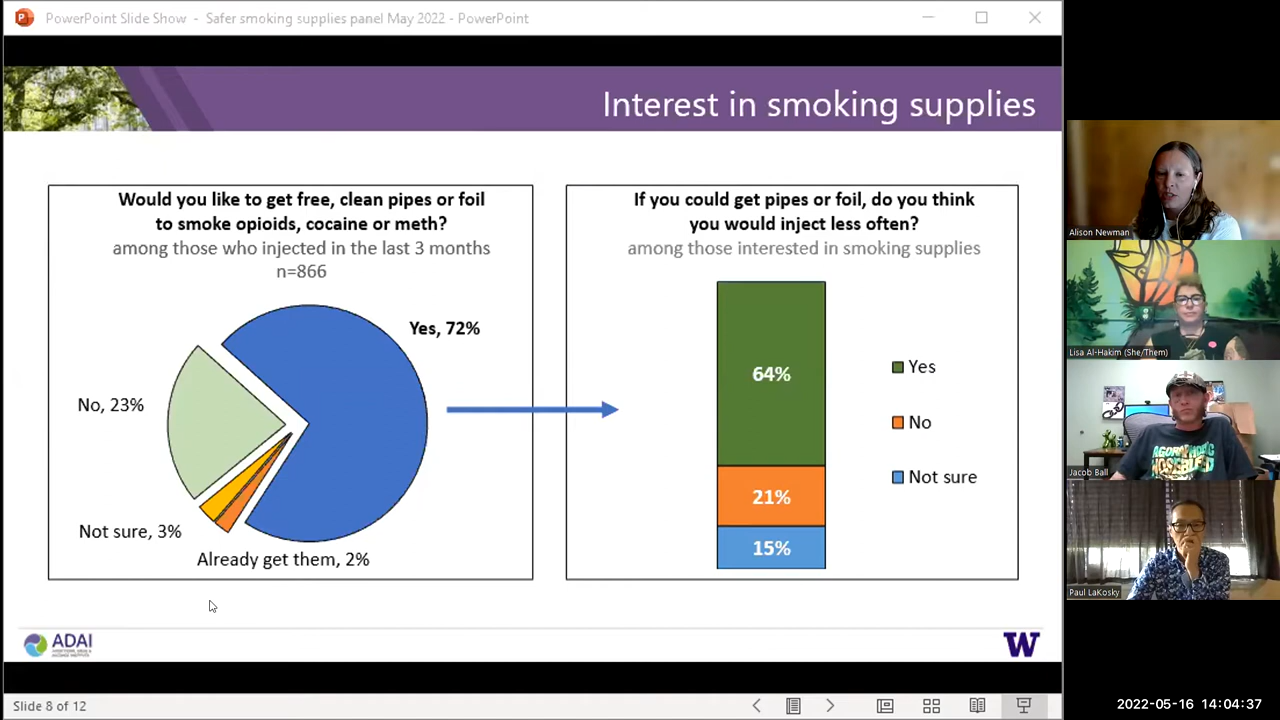 PowerPoint Slide Show - Safer smoking supplies panel May 2022 - PowerPoint
Interest in smoking supplies
Would you like to get free, clean pipes or foil
to smoke opioids, cocaine or meth?
among those who injected in the last 3 months
n=866
Yes, 72%
No, 23%
Not sure, 3%
Already get them, 2%
If you could get pipes or foil, do you think
you would inject less often?
among those interested in smoking supplies
64%
21%
15%
Yes
No
Not sure
ADAI
W
Slide 8 of 12
Alison Newman
Lisa Al-Hakim (She/Them)
Jacob Ball
AGORAPHOBIC
NOSEBLEED
Paul LaKosky
2022-05-16 14:04:37